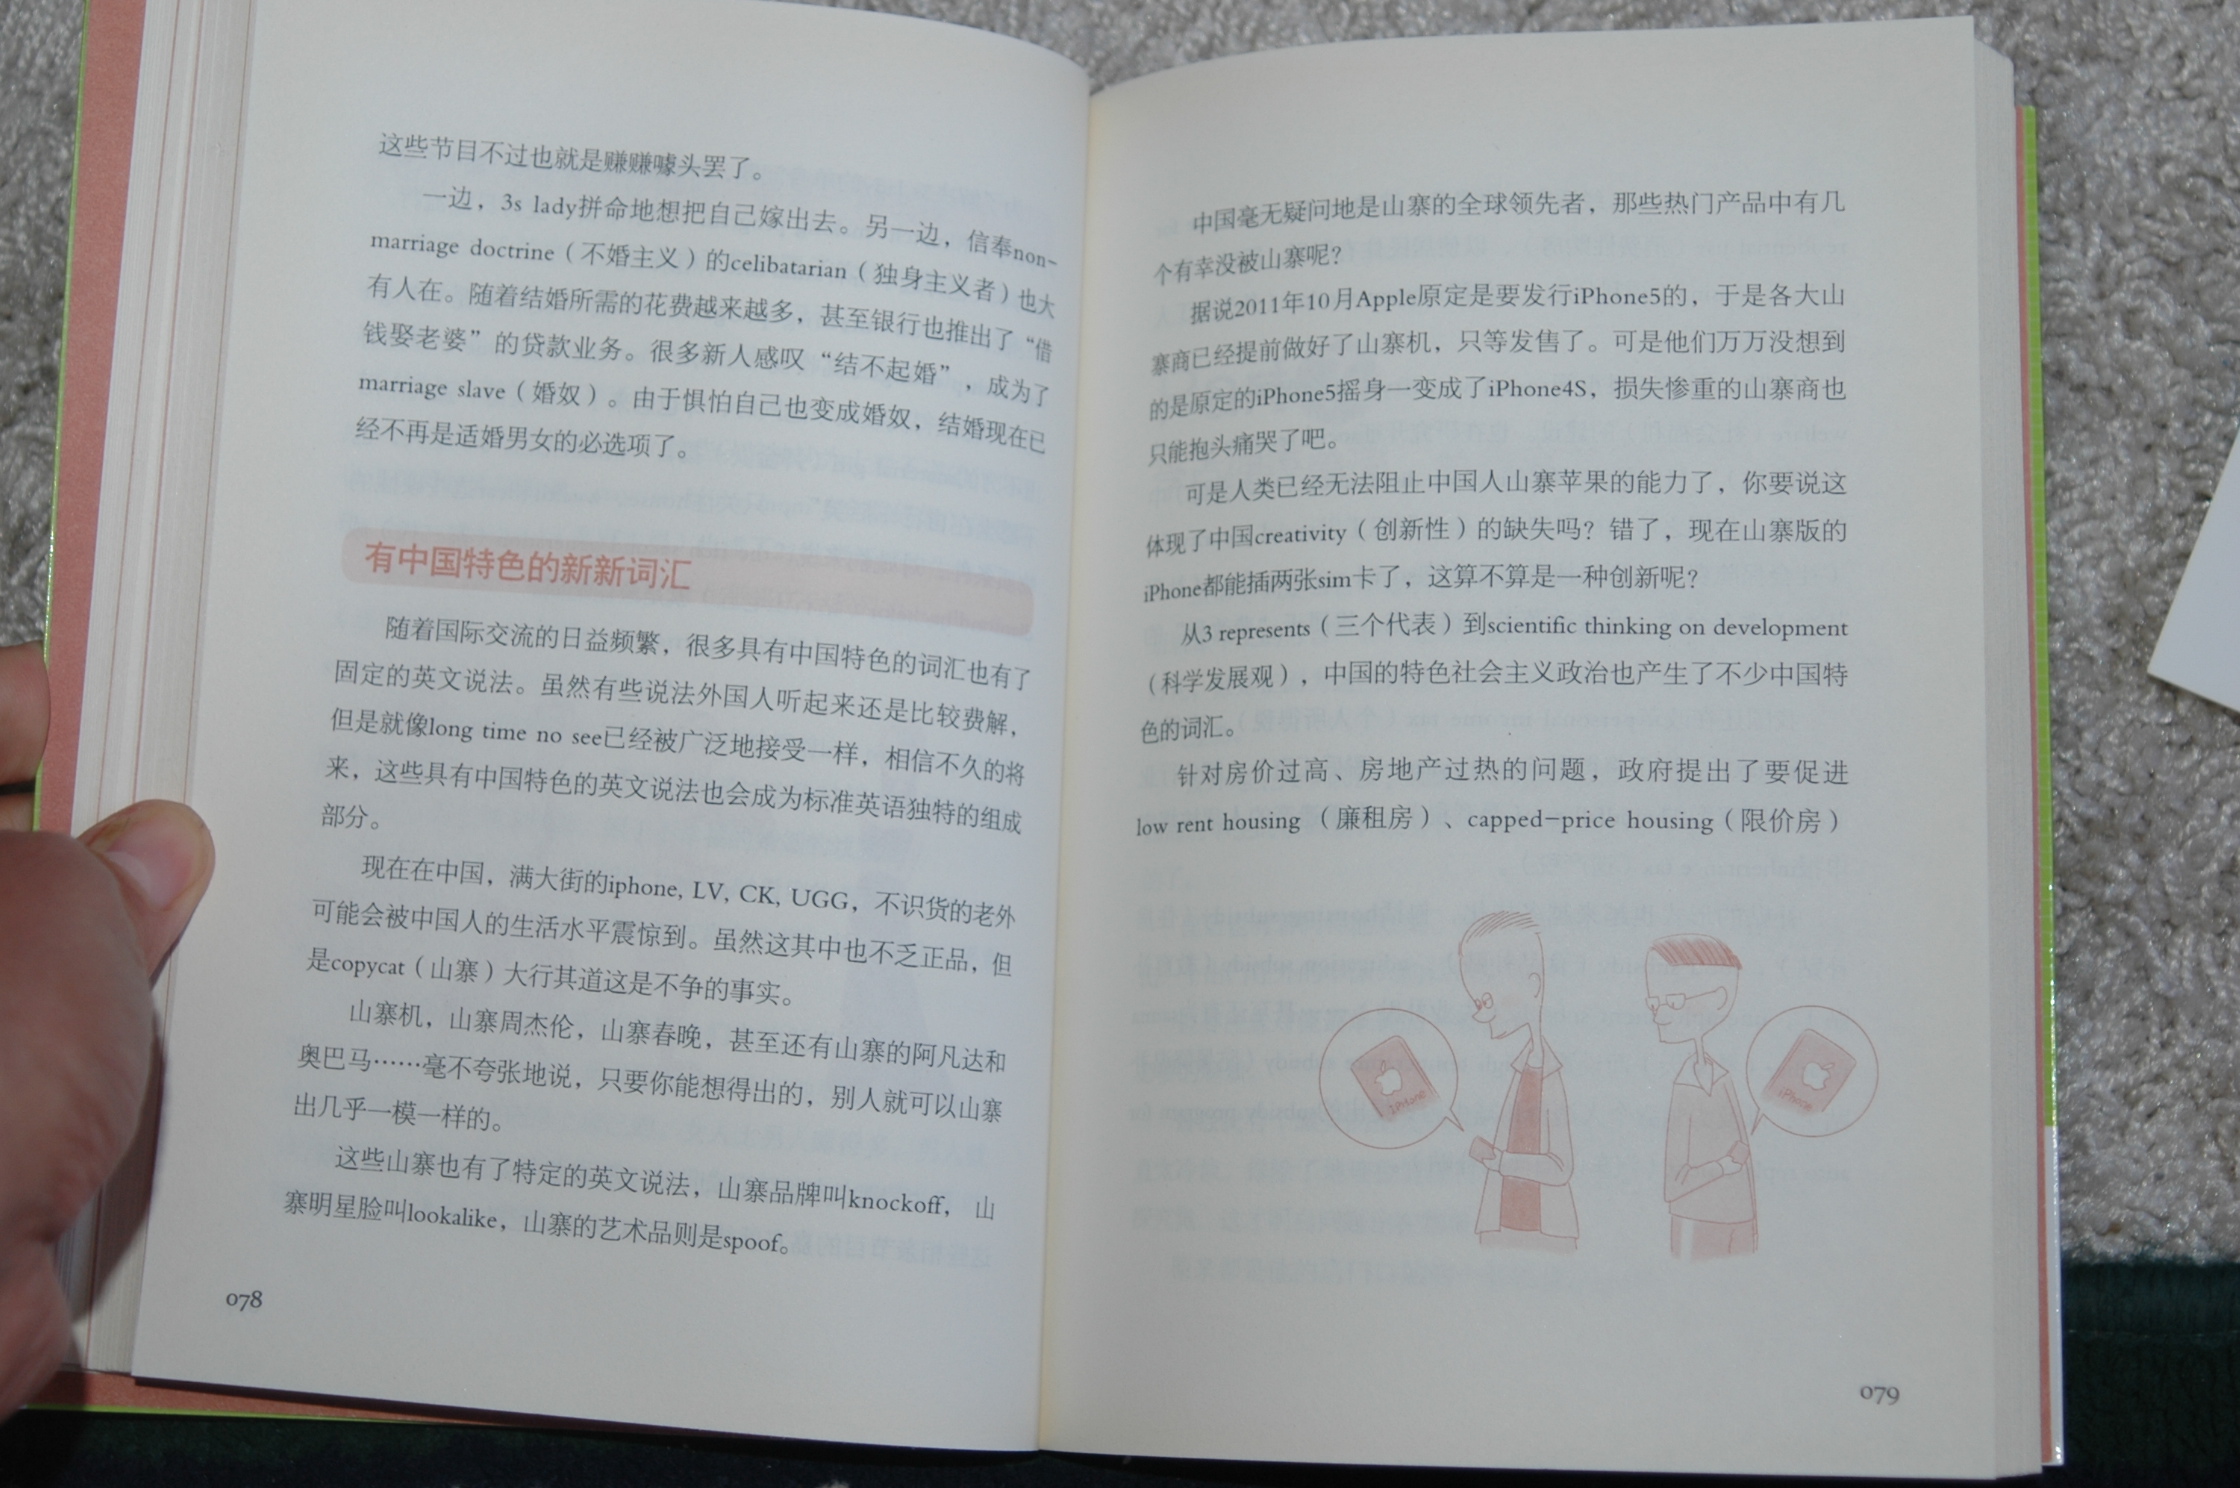 这些节目不过也就是赚赚噱头罢了。
一边，3s lady拼命地想把自己嫁出去。另一边，信奉non-
marriage doctrine（不婚主义）的celibatarian（独身主义者）也大
有人在。随着结婚所需的花费越来越多，甚至银行也推出了“借
钱娶老婆”的贷款业务。很多新人感叹“结不起婚”，成为了
marriage slave（婚奴）。由于惧怕自己也变成婚奴，结婚现在已
经不再是适婚男女的必选项了。
有中国特色的新新词汇
随着国际交流的日益频繁，很多具有中国特色的词汇也有了
固定的英文说法。虽然有些说法外国人听起来还是比较费解，
但是就像long time no see已经被广泛地接受一样，相信不久的将
来，这些具有中国特色的英文说法也会成为标准英语独特的组成
部分。
现在在中国，满大街的iphone, LV, CK, UGG，不识货的老外
可能会被中国人的生活水平震惊到。虽然这其中也不乏正品，但
是copycat（山寨）大行其道这是不争的事实。
山寨机，山寨周杰伦，山寨春晚，甚至还有山寨的阿凡达和
奥巴马……毫不夸张地说，只要你能想得出的，别人就可以山寨
出几乎一模一样的。
这些山寨也有了特定的英文说法，山寨品牌叫knockoff，山
寨明星脸叫lookalike，山寨的艺术品则是spoof。
078
中国毫无疑问地是山寨的全球领先者，那些热门产品中有几
个有幸没被山寨呢？
据说2011年10月Apple原定是要发行iPhone5的，于是各大山
寨商已经提前做好了山寨机，只等发售了。可是他们万万没想到
的是原定的iPhone5摇身一变成了iPhone4S，损失惨重的山寨商也
只能抱头痛哭了吧。
可是人类已经无法阻止中国人山寨苹果的能力了，你要说这
体现了中国creativity（创新性）的缺失吗？错了，现在山寨版的
iPhone都能插两张sim卡了，这算不算是一种创新呢？
从3 represents（三个代表）到scientific thinking on development
（科学发展观），中国的特色社会主义政治也产生了不少中国特
色的词汇。
针对房价过高、房地产过热的问题，政府提出了要促进
low rent housing（廉租房）、capped-price housing（限价房）
iphone
iPhone
079